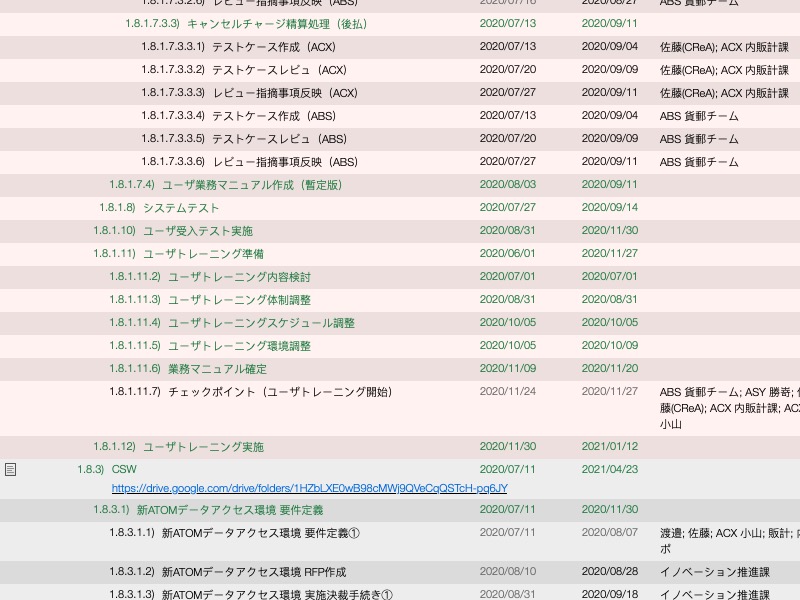 1.8.1.7.3.2.6) レビュー指摘事項反映（ABS) 2020/07/16 2020/08/27 ABS 貨郵チーム
1.8.1.7.3.3) キャンセルチャージ精算処理（後払） 2020/07/13 2020/09/11
1.8.1.7.3.3.1) テストケース作成（ACX) 2020/07/13 2020/09/04 佐藤(CReA); ACX 内販計課
1.8.1.7.3.3.2) テストケースレビュ（ACX) 2020/07/20 2020/09/09 佐藤(CReA); ACX 内販計課
1.8.1.7.3.3.3) レビュー指摘事項反映（ACX) 2020/07/27 2020/09/11 佐藤(CReA); ACX 内販計課
1.8.1.7.3.3.4) テストケース作成（ABS) 2020/07/13 2020/09/04 ABS 貨郵チーム
1.8.1.7.3.3.5) テストケースレビュ（ABS) 2020/07/20 2020/09/09 ABS 貨郵チーム
1.8.1.7.3.3.6) レビュー指摘事項反映（ABS) 2020/07/27 2020/09/11 ABS 貨郵チーム
1.8.1.7.4) ユーザ業務マニュアル作成（暫定版） 2020/08/03 2020/09/11
1.8.1.8) システムテスト 2020/07/27 2020/09/14
1.8.1.10) ユーザ受入テスト実施 2020/08/31 2020/11/30
1.8.1.11) ユーザトレーニング準備 2020/06/01 2020/11/27
1.8.1.11.2) ユーザトレーニング内容検討 2020/07/01 2020/07/01
1.8.1.11.3) ユーザトレーニング体制調整 2020/08/31 2020/08/31
1.8.1.11.4) ユーザトレーニングスケジュール調整 2020/10/05 2020/10/05
1.8.1.11.5) ユーザトレーニング環境調整 2020/10/05 2020/10/09
1.8.1.11.6) 業務マニュアル確定 2020/11/09 2020/11/20
1.8.1.11.7) チェックポイント（ユーザトレーニング開始） 2020/11/24 2020/11/27 ABS 貨郵チーム; ASY 勝嵜;
藤(CReA); ACX 内販計課;
小山
1.8.1.12) ユーザトレーニング実施 2020/11/30 2021/01/12
1.8.3) CSW 2020/07/11 2021/04/23
https://drive.google.com/drive/folders/1HZbLXE0wB98cMWj9QVeCqQSTcH-pq6JY
1.8.3.1) 新ATOMデータアクセス環境 要件定義 2020/07/11 2020/11/30
1.8.3.1.1) 新ATOMデータアクセス環境 要件定義① 2020/07/11 2020/08/07 渡邉; 佐藤; ACX 小山; 販計;
ポ
1.8.3.1.2) 新ATOMデータアクセス環境 RFP作成 2020/08/10 2020/08/28 イノベーション推進課
1.8.3.1.3) 新ATOMデータアクセス環境 実施決裁手続き① 2020/08/31 2020/09/18 イノベーション推進課